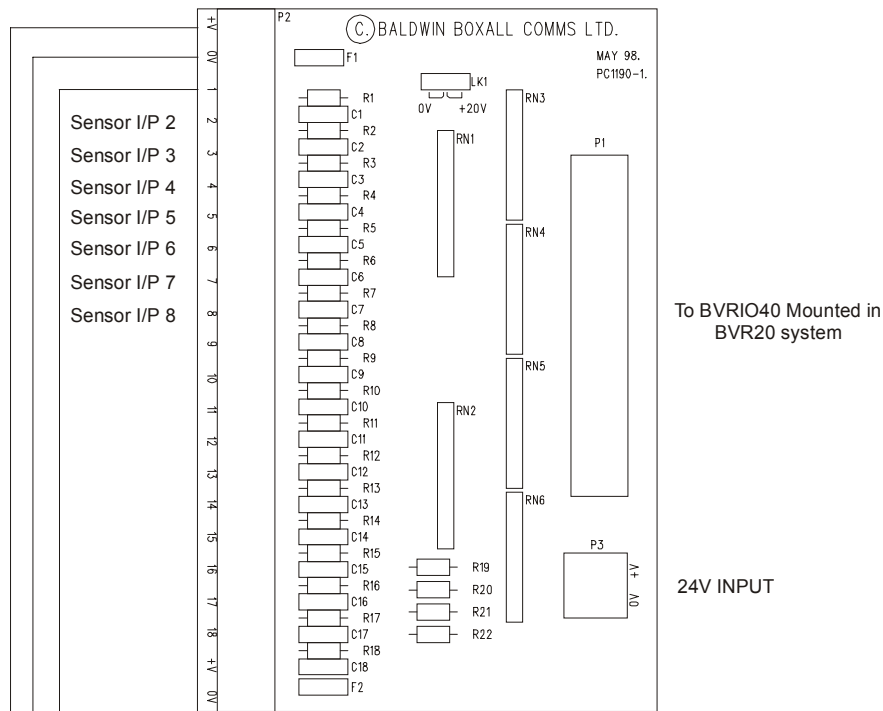 +V
0V
1
2
3
4
5
6
7
8
9
10
11
12
13
14
15
16
17
18
+V
0V
Sensor I/P 2
Sensor I/P 3
Sensor I/P 4
Sensor I/P 5
Sensor I/P 6
Sensor I/P 7
Sensor I/P 8
P2
C. BALDWIN BOXALL COMMS LTD.
MAY 98.
PC1190-1.
F1
R1
C1
R2
C2
R3
C3
R4
C4
R5
C5
R6
C6
R7
C7
R8
C8
R9
C9
R10
C10
R11
C11
R12
C12
R13
C13
R14
C14
R15
C15
R16
C16
R17
C17
R18
C18
F2
LK1
0V +20V
RN1
RN2
R19
R20
R21
R22
RN3
RN4
RN5
RN6
P1
P3
+V
0V
To BVRIO40 Mounted in
BVR20 system
24V INPUT